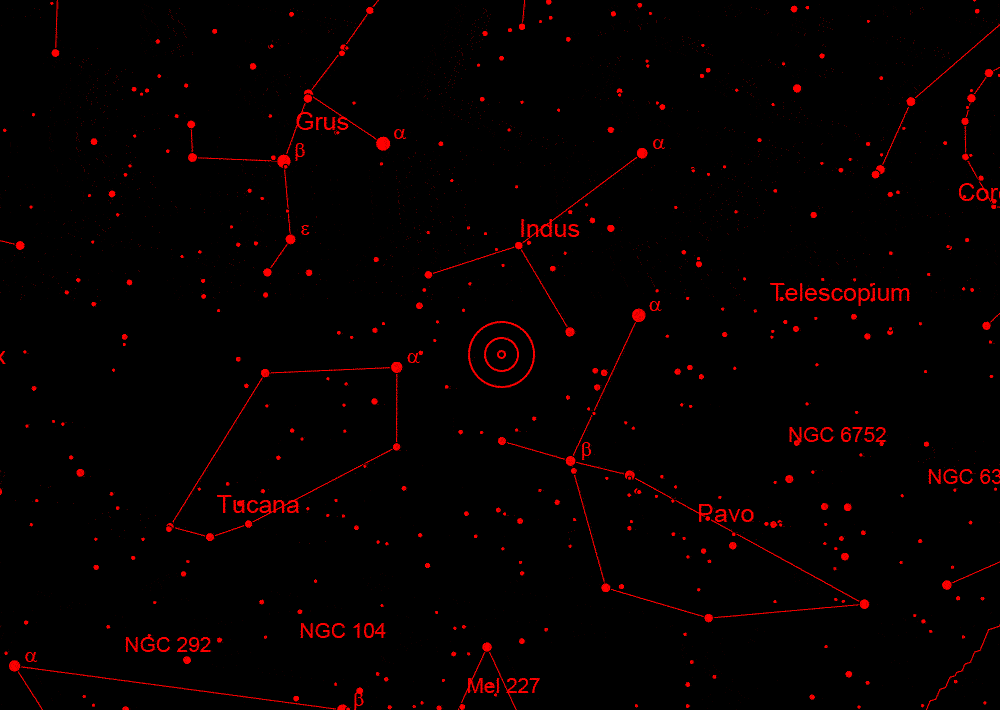 Grus
α
β
α
Cor
ε
Indus
Telescopium
α
x
α
NGC 6752
β
NGC 63
Tucana
Pavo
NGC 104
NGC 292
α
Mel 227
β